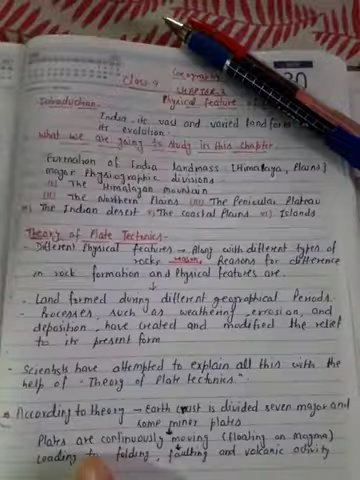 Geography
Class-9
CHAPTER-2
Introduction
Physical feature of
India, its vast and varied landforms
its evolution.
What we are going to study in this chapter
Formation of India landmass [Himalaya, Plains]
major Physiographic divisions.
(i) The Himalayan mountain
(ii) The Northern Plains (iii) The Penisular Plateau
The Indian desert v) The Coastal Plains vi) Islands
Theory of Plate Tectonics.
- Different Physical features → Along with different types of
rocks. Reasons for difference
in rock formation and Physical features are.
↓
- Land formed during different geographical Periods.
- Processes, such as weathering, errosion, and
deposition, have created and modified the relief
to its present form
- Scientists have attempted to explain all this with the
help of "Theory of Plate tectonics".
According to theory → Earth crust is divided seven major and
some minor plates
Plates are continuously moving (floating on magma)
leading to folding, faulting and volcanic activity